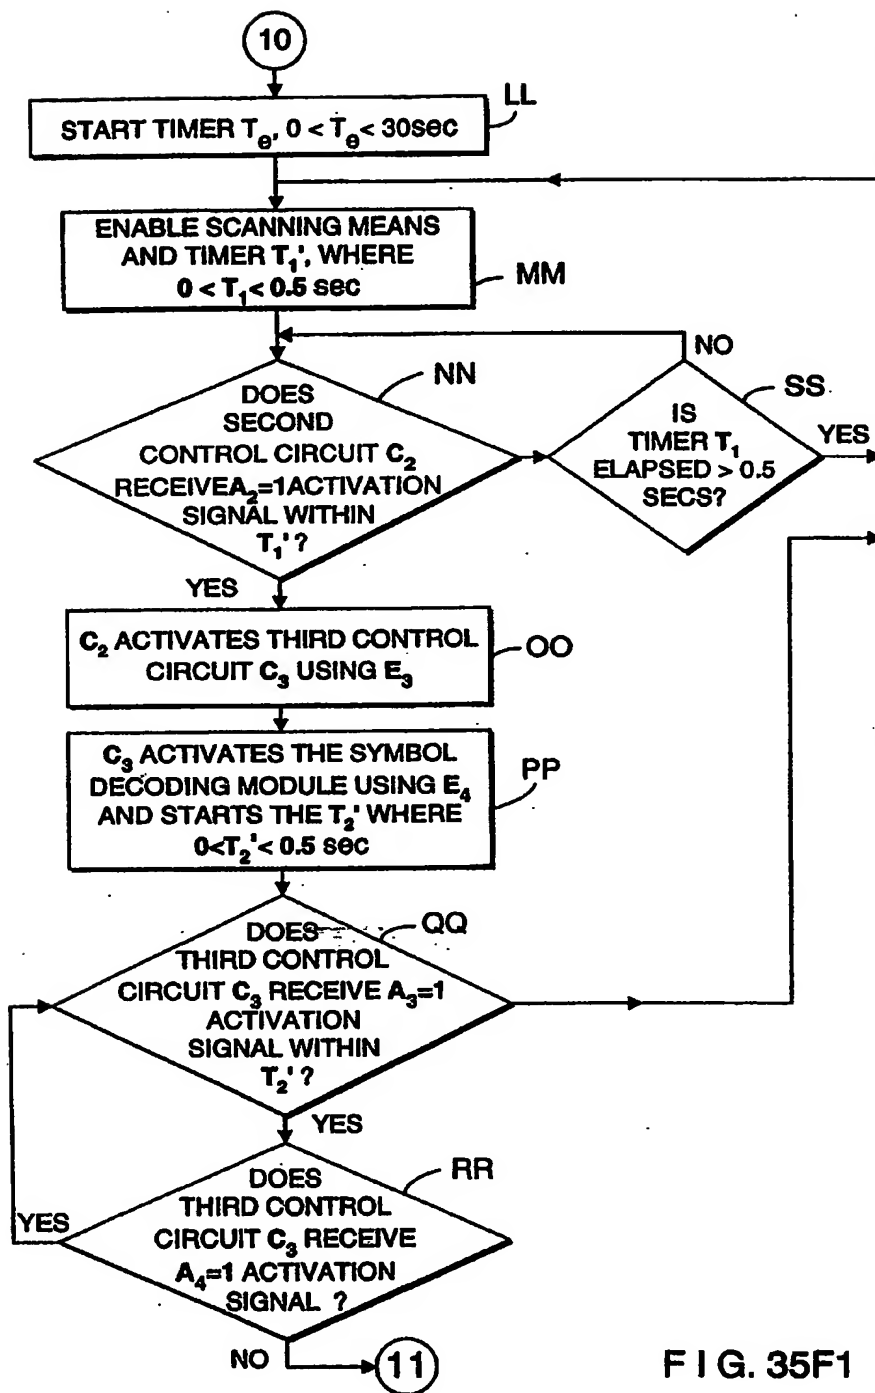 10
LL
START TIMER Te, 0 < Te < 30sec
ENABLE SCANNING MEANS
AND TIMER T1', WHERE
0 < T1 < 0.5 sec
MM
NO
NN
DOES
SECOND
CONTROL CIRCUIT C2
RECEIVEA2=1ACTIVATION
SIGNAL WITHIN
T1' ?
SS
IS
TIMER T1
ELAPSED > 0.5
SECS?
YES
YES
C2 ACTIVATES THIRD CONTROL
CIRCUIT C3 USING E3
OO
C3 ACTIVATES THE SYMBOL
DECODING MODULE USING E4
AND STARTS THE T2' WHERE
0<T2'< 0.5 sec
PP
QQ
DOES
THIRD CONTROL
CIRCUIT C3 RECEIVE A3=1
ACTIVATION
SIGNAL WITHIN
T2' ?
YES
RR
DOES
THIRD CONTROL
CIRCUIT C3 RECEIVE
A4=1 ACTIVATION
SIGNAL ?
YES
NO
11
FIG. 35F1